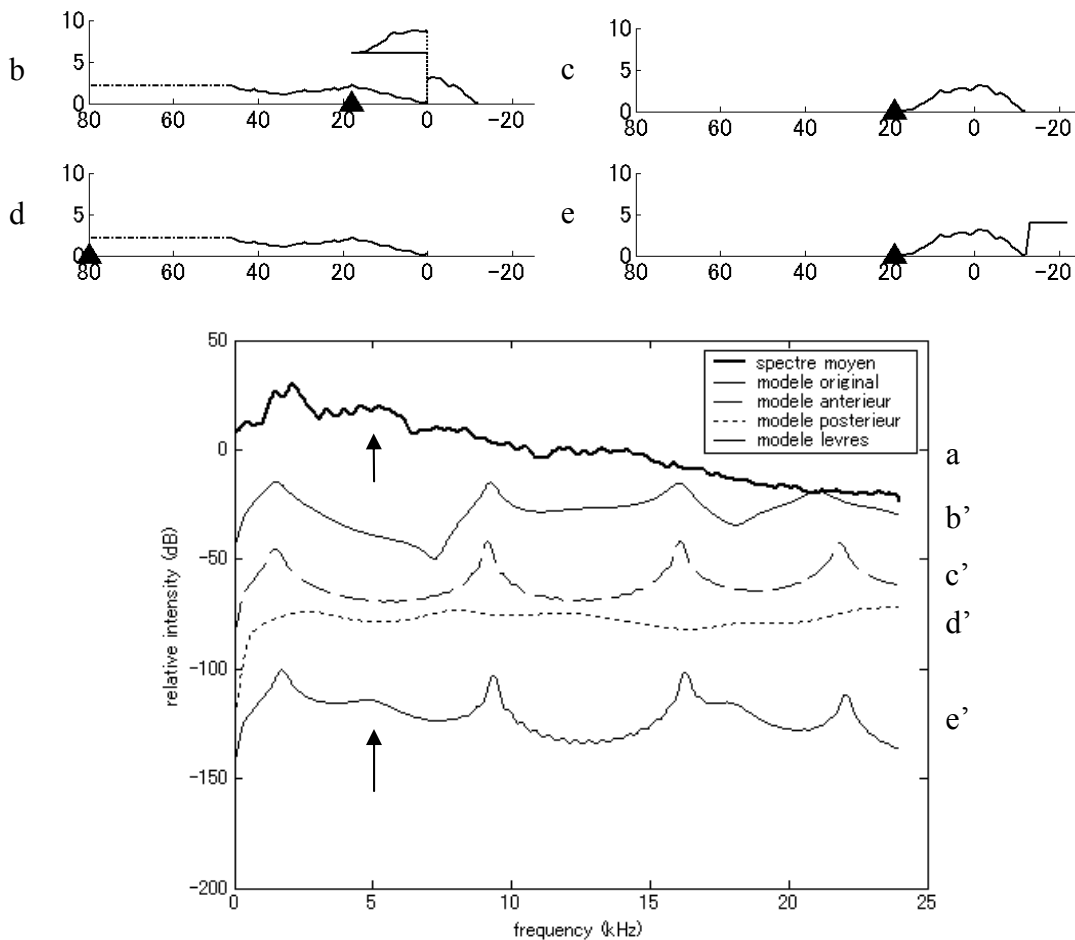 b
10
5
0
80 60 40 20 0 -20
c
10
5
0
80 60 40 20 0 -20
d
10
5
0
80 60 40 20 0 -20
e
10
5
0
80 60 40 20 0 -20
50
0
-50
-100
-150
-200
relative intensity (dB)
0 5 10 15 20 25
frequency (kHz)
spectre moyen
modele original
modele anterieur
modele posterieur
modele levres
a
b'
c'
d'
e'